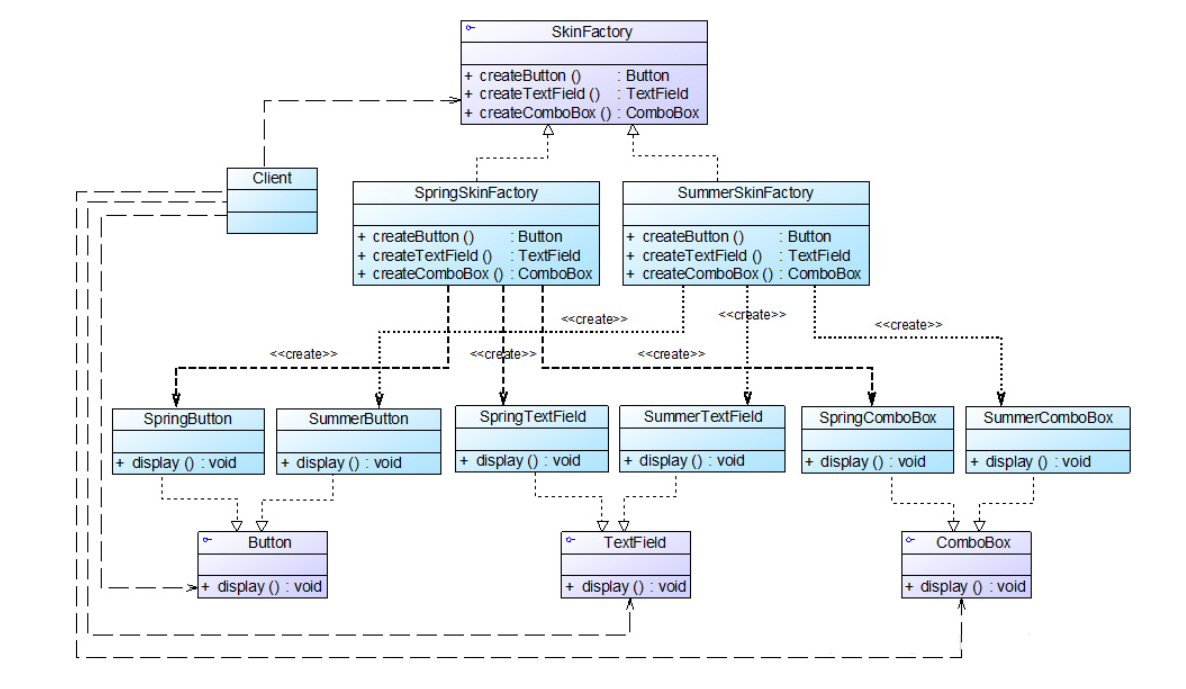 SkinFactory
+ createButton () : Button
+ createTextField () : TextField
+ createComboBox () : ComboBox
Client
SpringSkinFactory
+ createButton () : Button
+ createTextField () : TextField
+ createComboBox () : ComboBox
SummerSkinFactory
+ createButton () : Button
+ createTextField () : TextField
+ createComboBox () : ComboBox
<<create>>
<<create>>
<<create>>
<<create>>
<<create>>
<<create>>
SpringButton
+ display () : void
SummerButton
+ display () : void
SpringTextField
+ display () : void
SummerTextField
+ display () : void
SpringComboBox
+ display () : void
SummerComboBox
+ display () : void
Button
+ display () : void
TextField
+ display () : void
ComboBox
+ display () : void